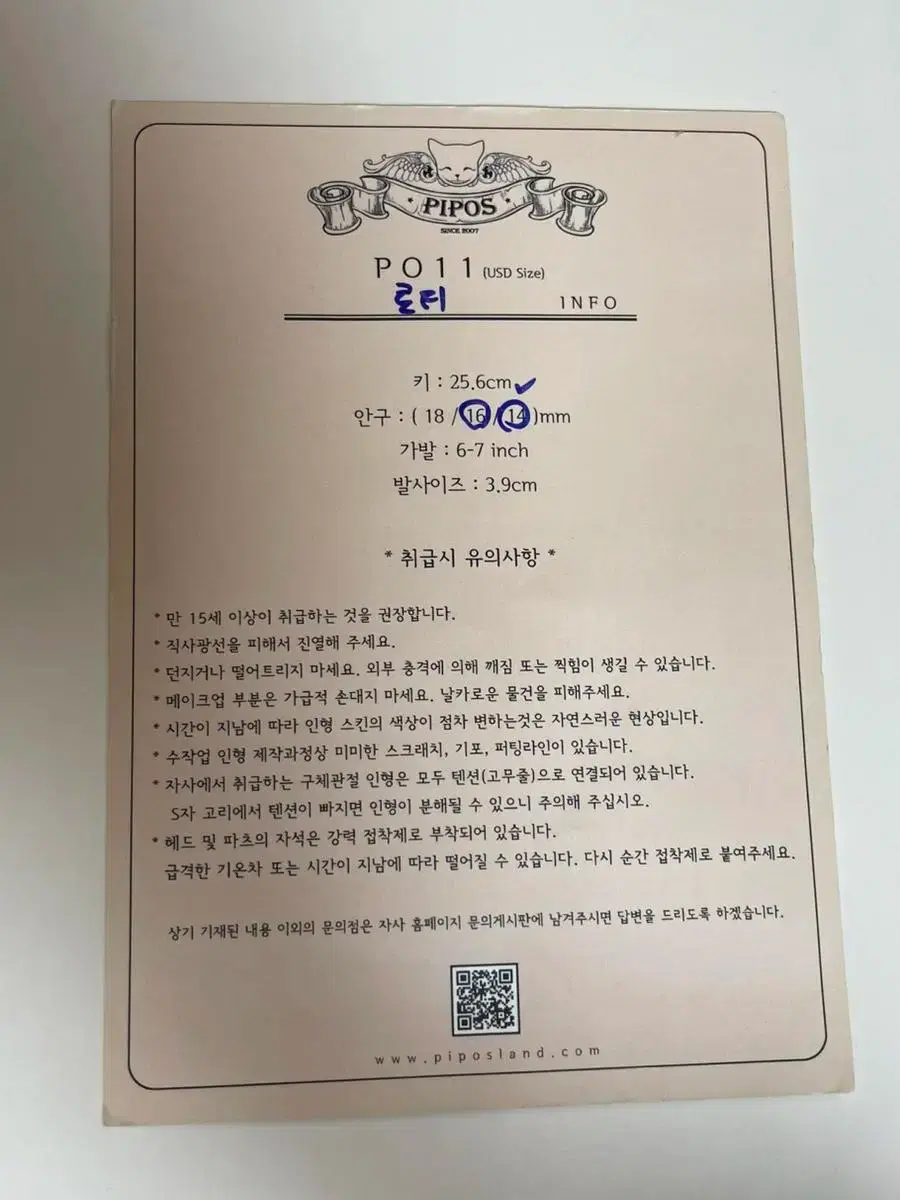 PIPOS
SINCE 2007
PO11 (USD Size)
로티 INFO
키 : 25.6cm
안구 : ( 18 / 16 / 14 )mm
가발 : 6-7 inch
발사이즈 : 3.9cm
* 취급시 유의사항 *
* 만 15세 이상이 취급하는 것을 권장합니다.
* 직사광선을 피해서 진열해 주세요.
* 던지거나 떨어트리지 마세요. 외부 충격에 의해 깨짐 또는 찍힘이 생길 수 있습니다.
* 메이크업 부분은 가급적 손대지 마세요. 날카로운 물건을 피해주세요.
* 시간이 지남에 따라 인형 스킨의 색상이 점차 변하는것은 자연스러운 현상입니다.
* 수작업 인형 제작과정상 미미한 스크래치, 기포, 퍼팅라인이 있습니다.
* 자사에서 취급하는 구체관절 인형은 모두 텐션(고무줄)으로 연결되어 있습니다.
S자 고리에서 텐션이 빠지면 인형이 분해될 수 있으니 주의해 주십시오.
* 헤드 및 파츠의 자석은 강력 접착제로 부착되어 있습니다.
급격한 기온차 또는 시간이 지남에 따라 떨어질 수 있습니다. 다시 순간 접착제로 붙여주세요.
상기 기재된 내용 이외의 문의점은 자사 홈페이지 문의게시판에 남겨주시면 답변을 드리도록 하겠습니다.
www.piposland.com